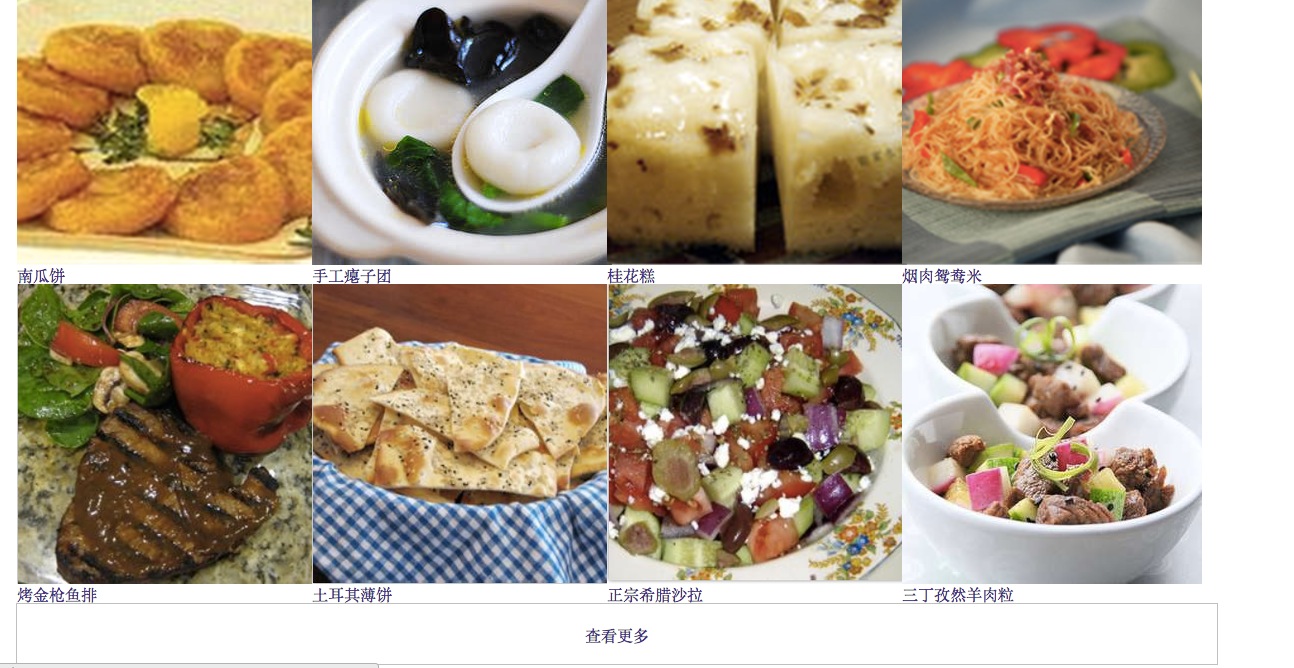 南瓜饼
手工瘪子团
桂花糕
烟肉鸳鸯米
烤金枪鱼排
土耳其薄饼
正宗希腊沙拉
三丁孜然羊肉粒
查看更多